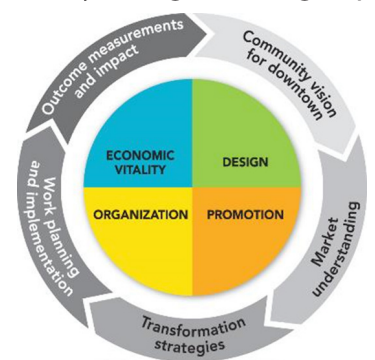 Outcome measurements
and impact
Community vision
for downtown
ECONOMIC
VITALITY
DESIGN
ORGANIZATION
PROMOTION
Work planning
and implementation
Market
understanding
Transformation
strategies